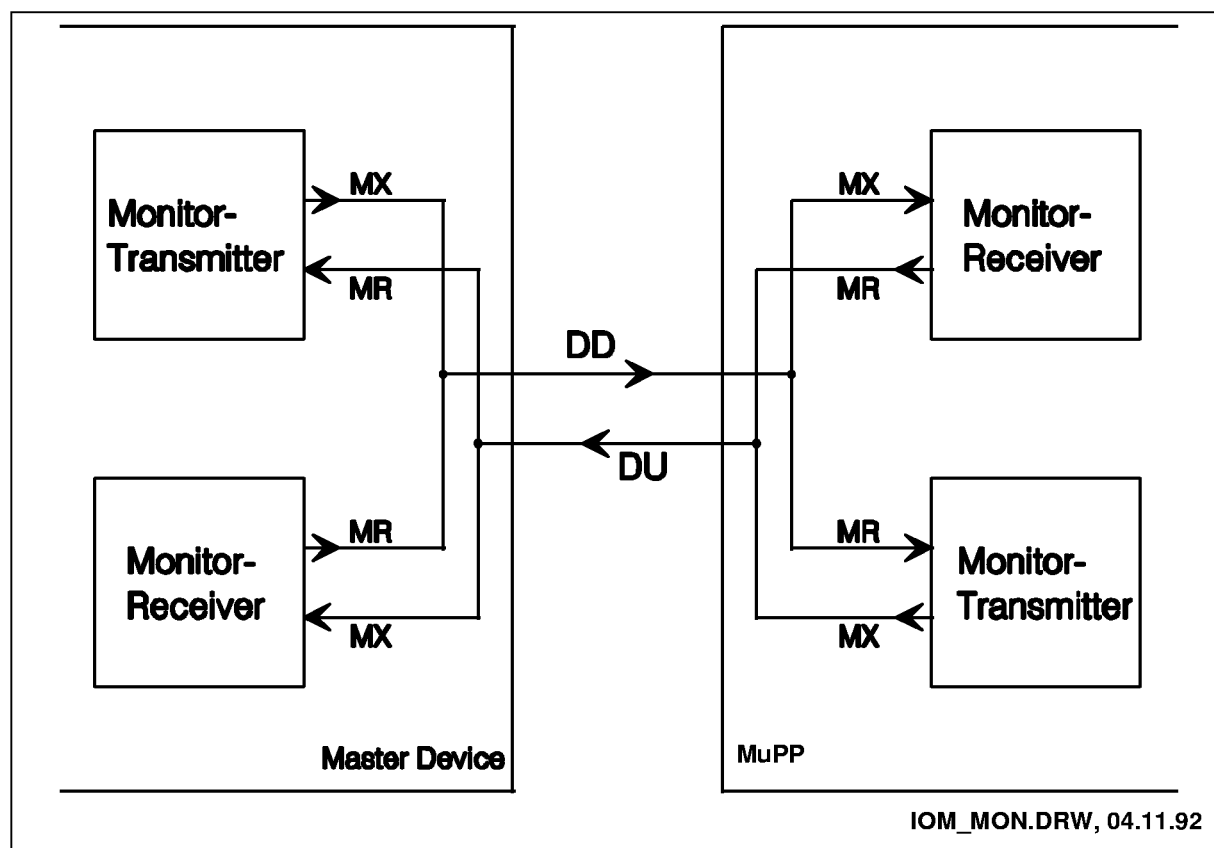 MX
Monitor-
Transmitter
MR
MX
Monitor-
Receiver
MR
DD
DU
MR
Monitor-
Receiver
MX
MR
Monitor-
Transmitter
MX
Master Device
MuPP
IOM_MON.DRW, 04.11.92